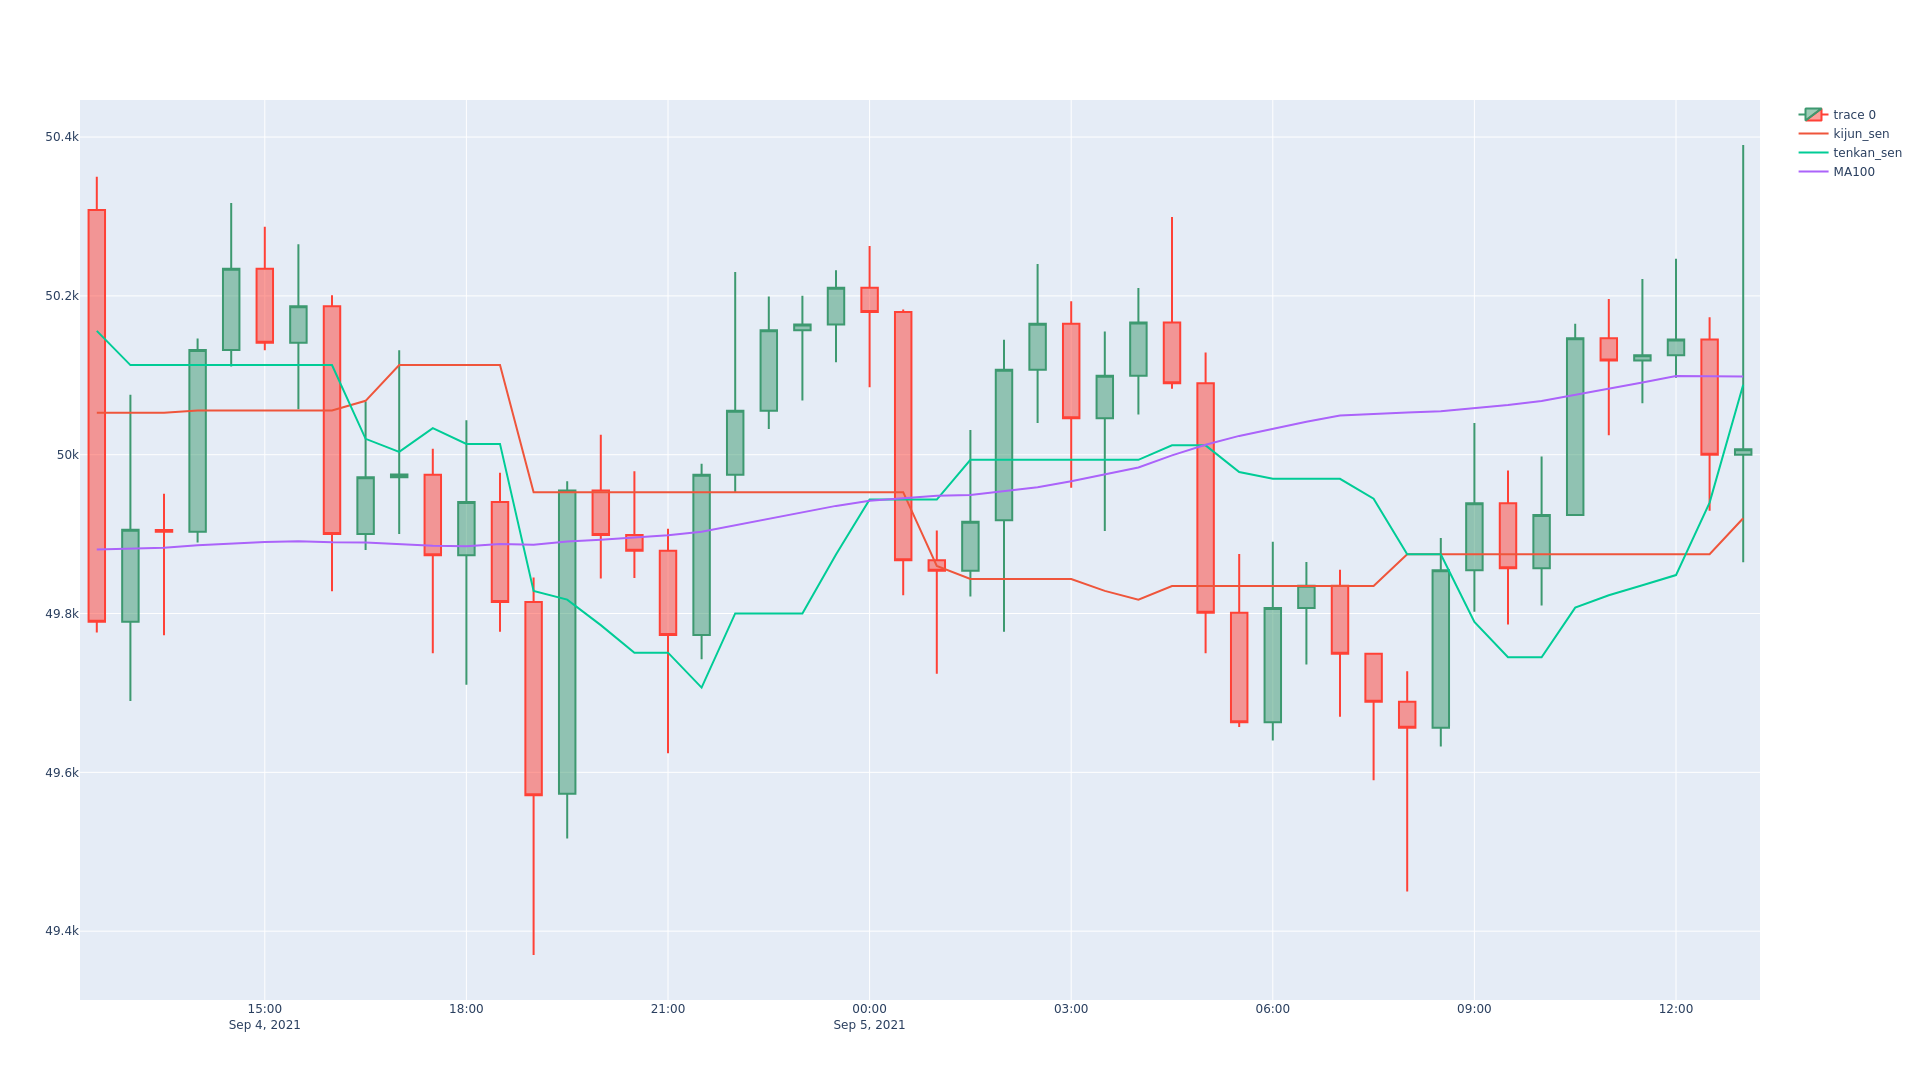 50.4k
50.2k
50k
49.8k
49.6k
49.4k
15:00
Sep 4, 2021
18:00
21:00
00:00
Sep 5, 2021
03:00
06:00
09:00
12:00
trace 0
kijun_sen
tenkan_sen
MA100